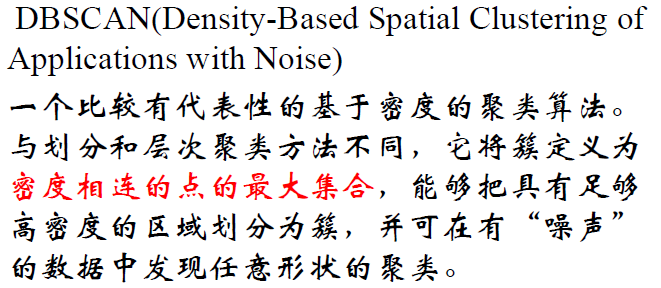 DBSCAN(Density-Based Spatial Clustering of
Applications with Noise)
一个比较有代表性的基于密度的聚类算法。
与划分和层次聚类方法不同，它将簇定义为
密度相连的点的最大集合，能够把具有足够
高密度的区域划分为簇，并可在有“噪声”
的数据中发现任意形状的聚类。